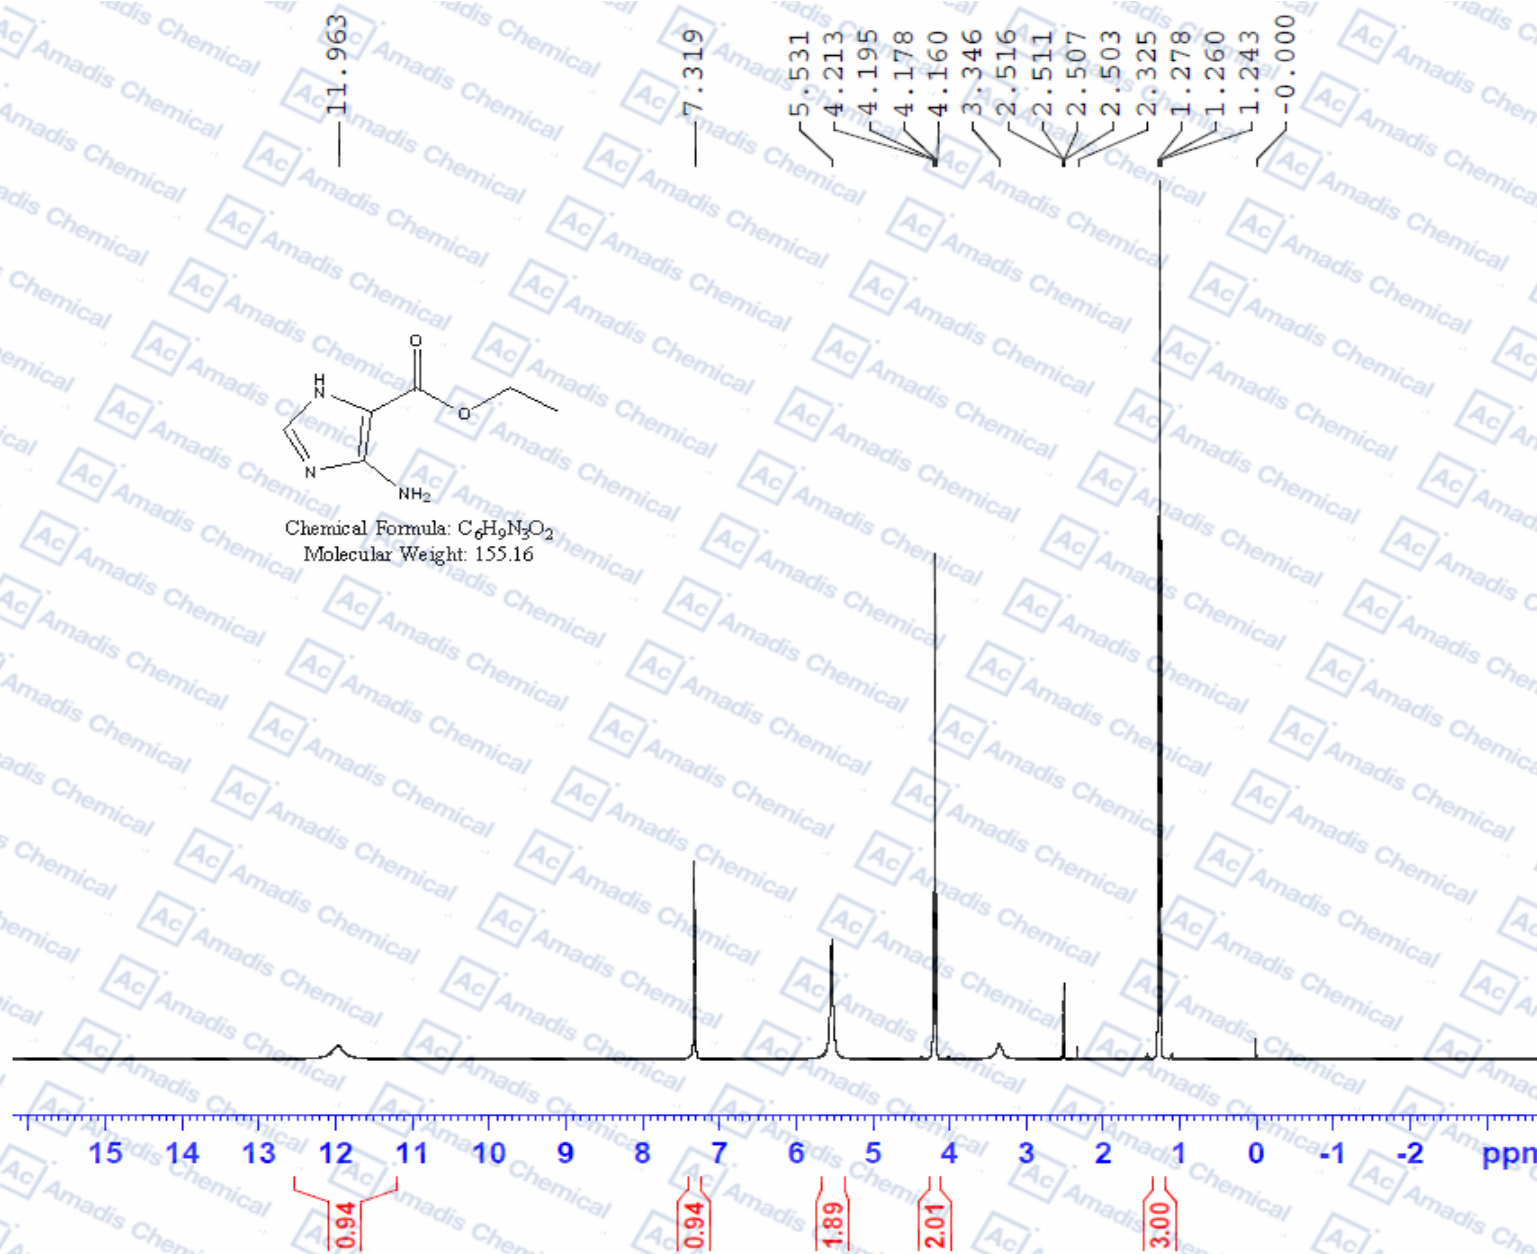 11.963
7.319
5.531
4.213
4.195
4.178
4.160
3.346
2.516
2.511
2.507
2.503
2.325
1.278
1.260
1.243
-0.000
O
H
N
O
N
NH2
Chemical Formula: C6H9N3O2
Molecular Weight: 155.16
15 14 13 12 11 10 9 8 7 6 5 4 3 2 1 0 -1 -2 ppm
0.94
0.94
1.89
2.01
3.00
Ac Amadis Chemical